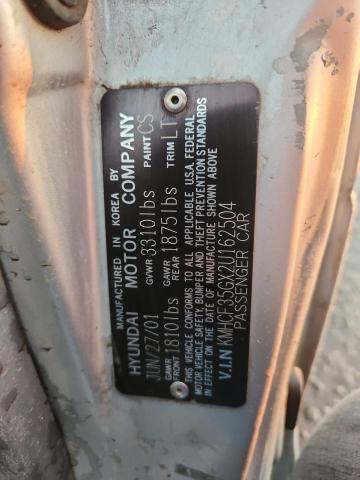 MANUFACTURED IN KOREA BY
HYUNDAI MOTOR COMPANY
JUN/27/01 GVWR 3310lbs PAINT CS
GAWR FRONT 1810lbs GAWR REAR 1875lbs TRIM LT
THIS VEHICLE CONFORMS TO ALL APPLICABLE U.S.A. FEDERAL
MOTOR VEHICLE SAFETY, BUMPER AND THEFT PREVENTION STANDARDS
IN EFFECT ON THE DATE OF MANUFACTURE SHOWN ABOVE
V.I.N KMHCF35GX2U162504
PASSENGER CAR